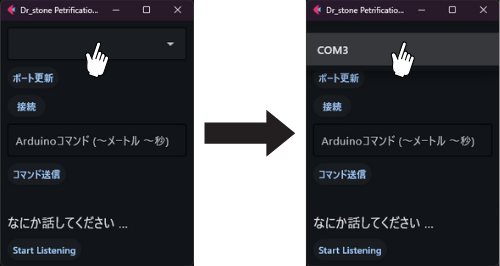 Dr_stone Petrification...
ポート更新
接続
Arduinoコマンド (～メートル ～秒)
コマンド送信
なにか話してください ...
Start Listening
Dr_stone Petrificatio...
COM3
ポート更新
接続
Arduinoコマンド (～メートル ～秒)
コマンド送信
なにか話してください ...
Start Listening